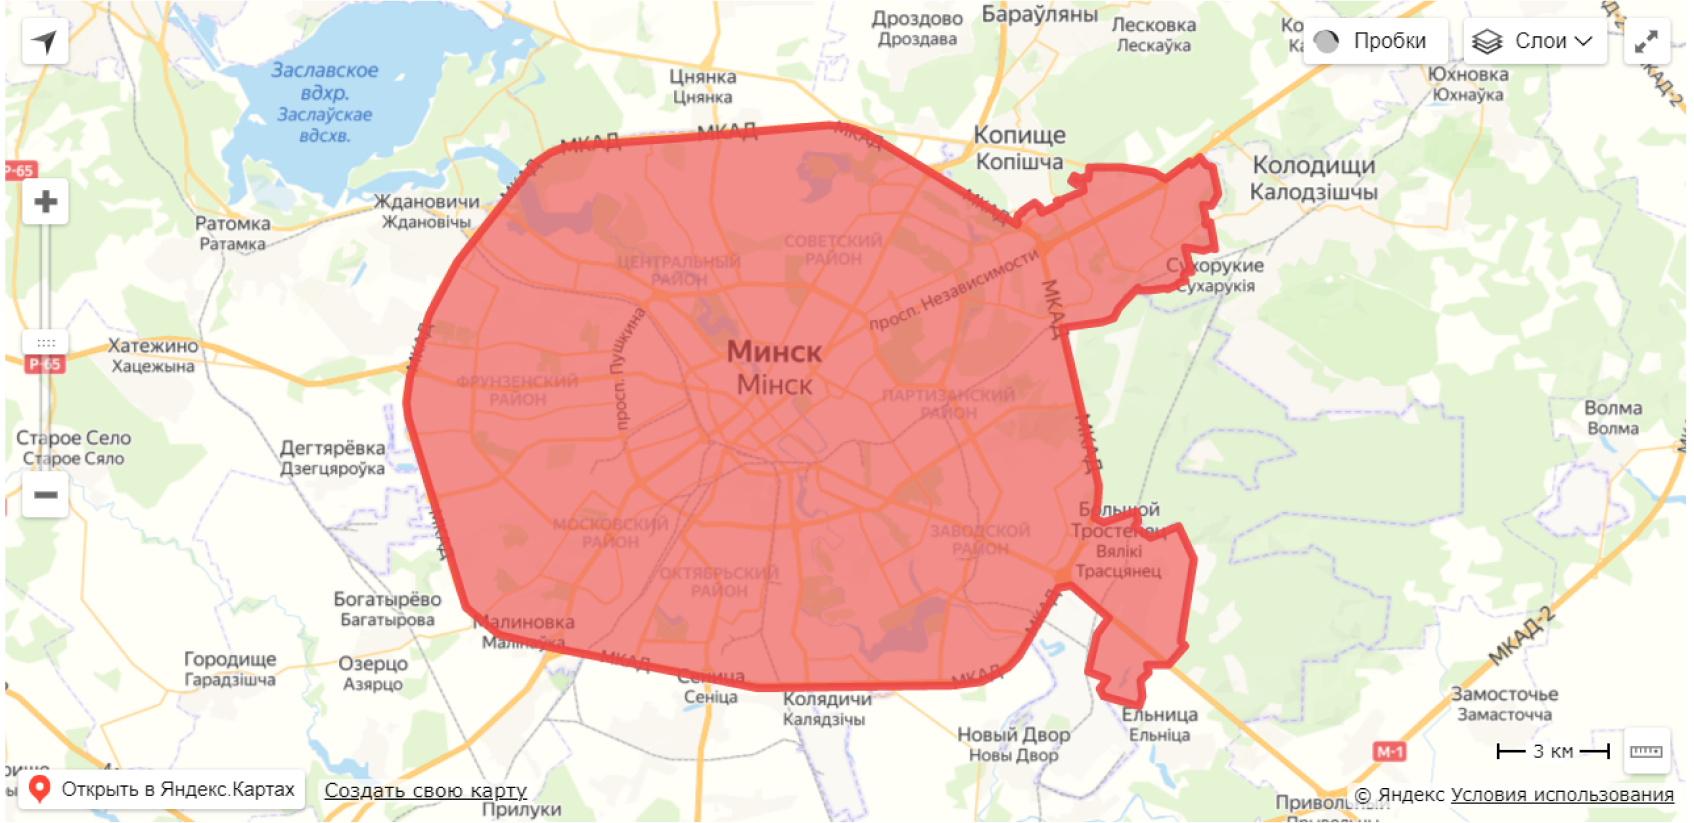 Дроздово
Дроздава
Бараўляны
Лесковка
Лескаўка
Пробки
Слои
МКАД-2
Заславское
вдхр.
Заслаўскае
вдсхв.
Цнянка
Цнянка
Юхновка
Юхнаўка
МКАД
МКАД
МКАД
Копище
Копішча
Колодищи
Калодзішчы
Р-65
МКАД
МКАД
Ждановичи
Ждановічы
Ратомка
Ратамка
СОВЕТСКИЙ
РАЙОН
ЦЕНТРАЛЬНЫЙ
РАЙОН
просп. Независимости
Сухорукие
Сухарукія
МКАД
просп. Пушкина
МКАД
Минск
Мінск
Хатежино
Хацежына
Р-65
ФРУНЗЕНСКИЙ
РАЙОН
ПАРТИЗАНСКИЙ
РАЙОН
Волма
Волма
Старое Село
Старое Сяло
Дегтярёвка
Дзегцяроўка
МКАД
МКАД
Большой
Тростенец
Вялікі
Трасцянец
МОСКОВСКИЙ
РАЙОН
ЗАВОДСКОЙ
РАЙОН
ОКТЯБРЬСКИЙ
РАЙОН
МКАД
Богатырёво
Багатырова
Малиновка
Малінаўка
МКАД-2
Городище
Гарадзішча
Озерцо
Азярцо
МКАД
Сеница
Сеніца
МКАД
Колядичи
Калядзічы
Ельница
Ельніца
Замосточье
Замасточча
Новый Двор
Новы Двор
М-1
3 км
Открыть в Яндекс.Картах
Создать свою карту
Прилуки
© Яндекс Условия использования